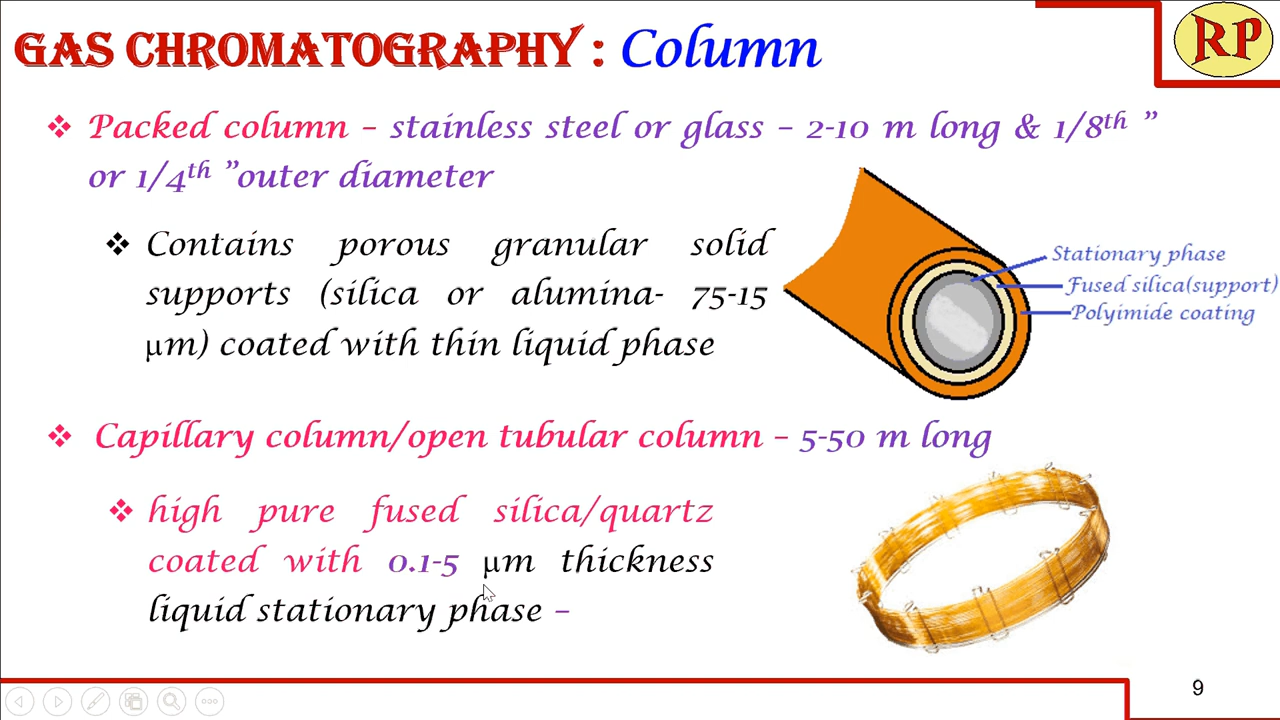 GAS CHROMATOGRAPHY : Column
RP
❖ Packed column – stainless steel or glass – 2-10 m long & 1/8th ”
or 1/4th ”outer diameter
❖ Contains porous granular solid
supports (silica or alumina- 75-15
µm) coated with thin liquid phase
Stationary phase
Fused silica(support)
Polyimide coating
❖ Capillary column/open tubular column – 5-50 m long
❖ high pure fused silica/quartz
coated with 0.1-5 µm thickness
liquid stationary phase –
9